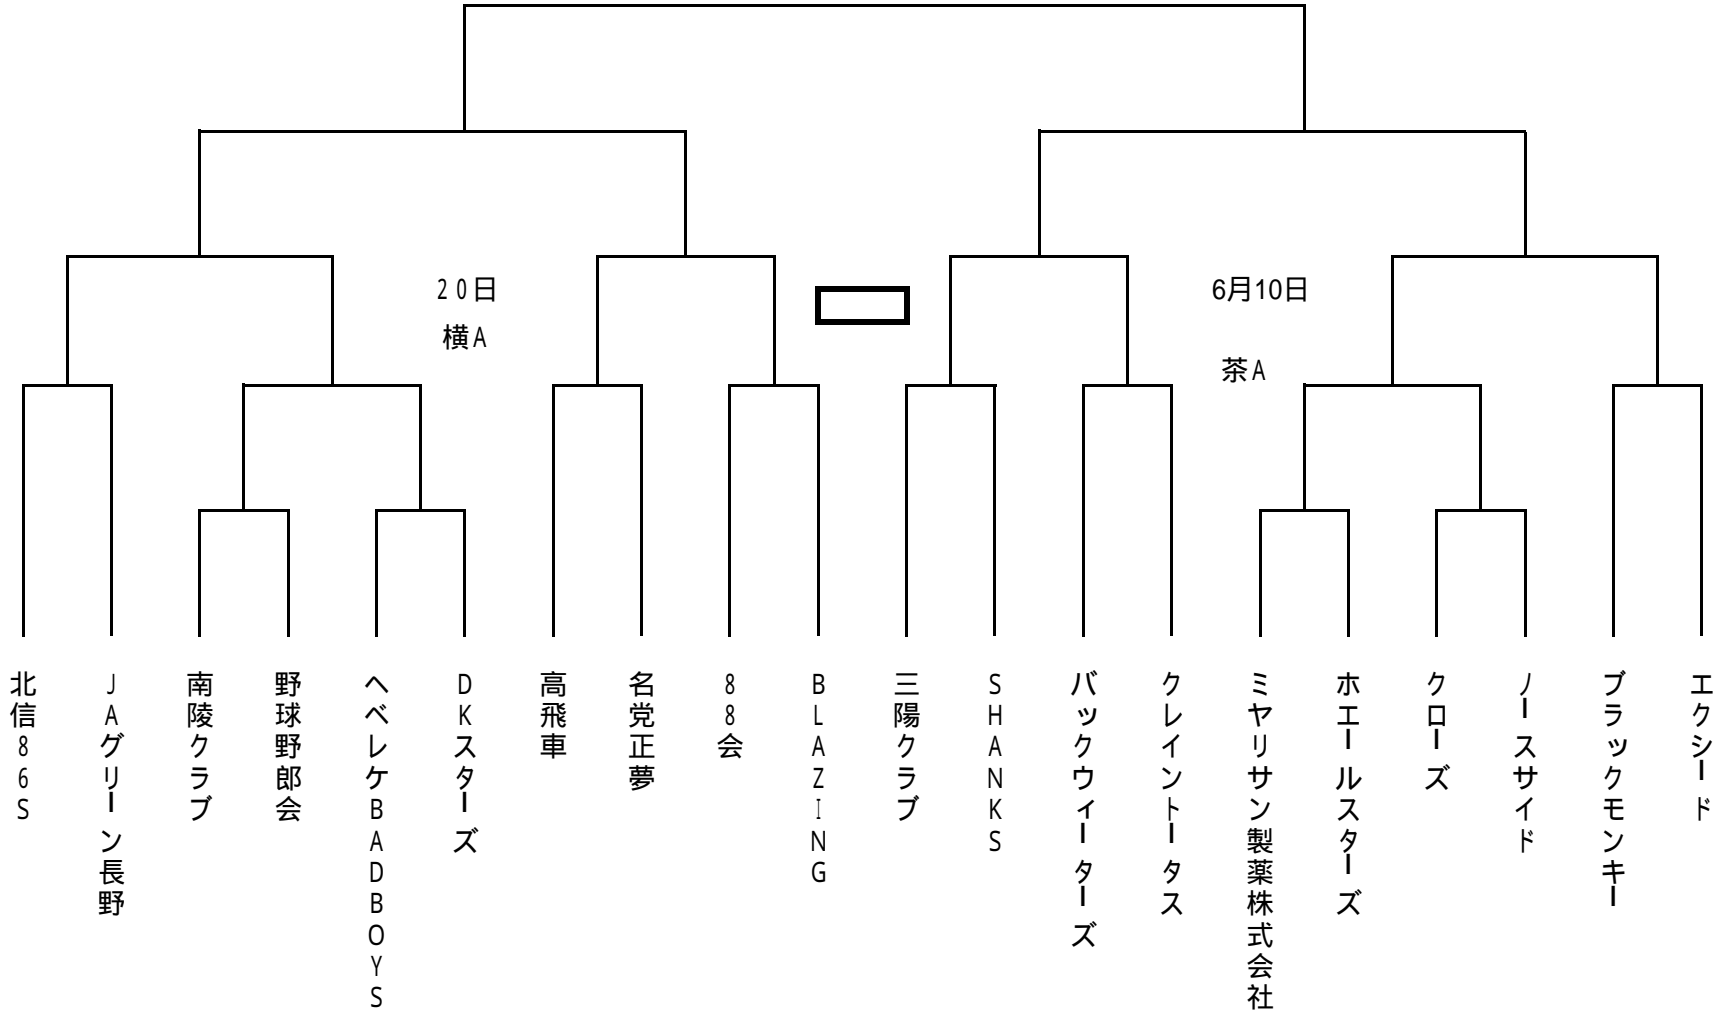 ２０日
横Ａ
6月10日
茶Ａ
北信８６Ｓ
ＪＡグリーン長野
南陵クラブ
野球野郎会
ヘベレケＢＡＤＢＯＹＳ
ＤＫスターズ
高飛車
名党正夢
８８会
ＢＬＡＺＩＮＧ
三陽クラブ
ＳＨＡＮＫＳ
バックウィーターズ
クレイントータス
ミヤリサン製薬株式会社
ホエールスターズ
クローズ
ノースサイド
ブラックモンキー
エクシード